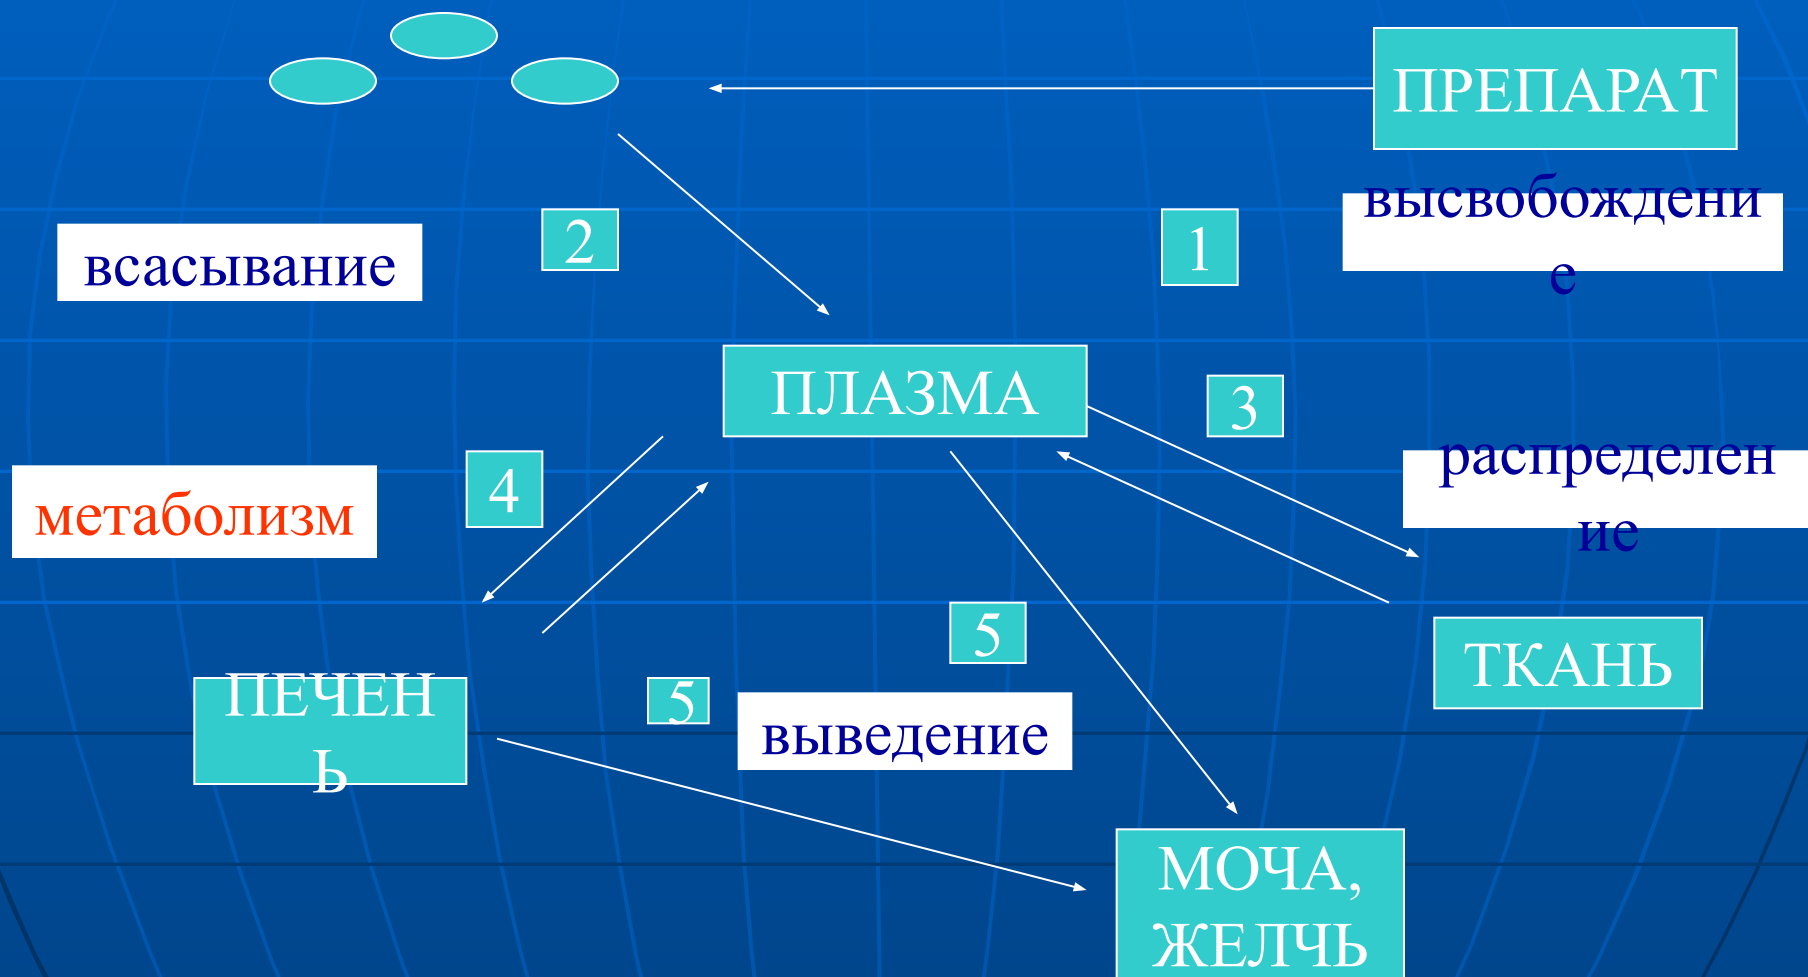 ПРЕПАРАТ
высвобождени
е
1
2
всасывание
ПЛАЗМА
3
распределен
ие
4
метаболизм
5
ТКАНЬ
ПЕЧЕН
Ь
5
выведение
МОЧА,
ЖЕЛЧЬ